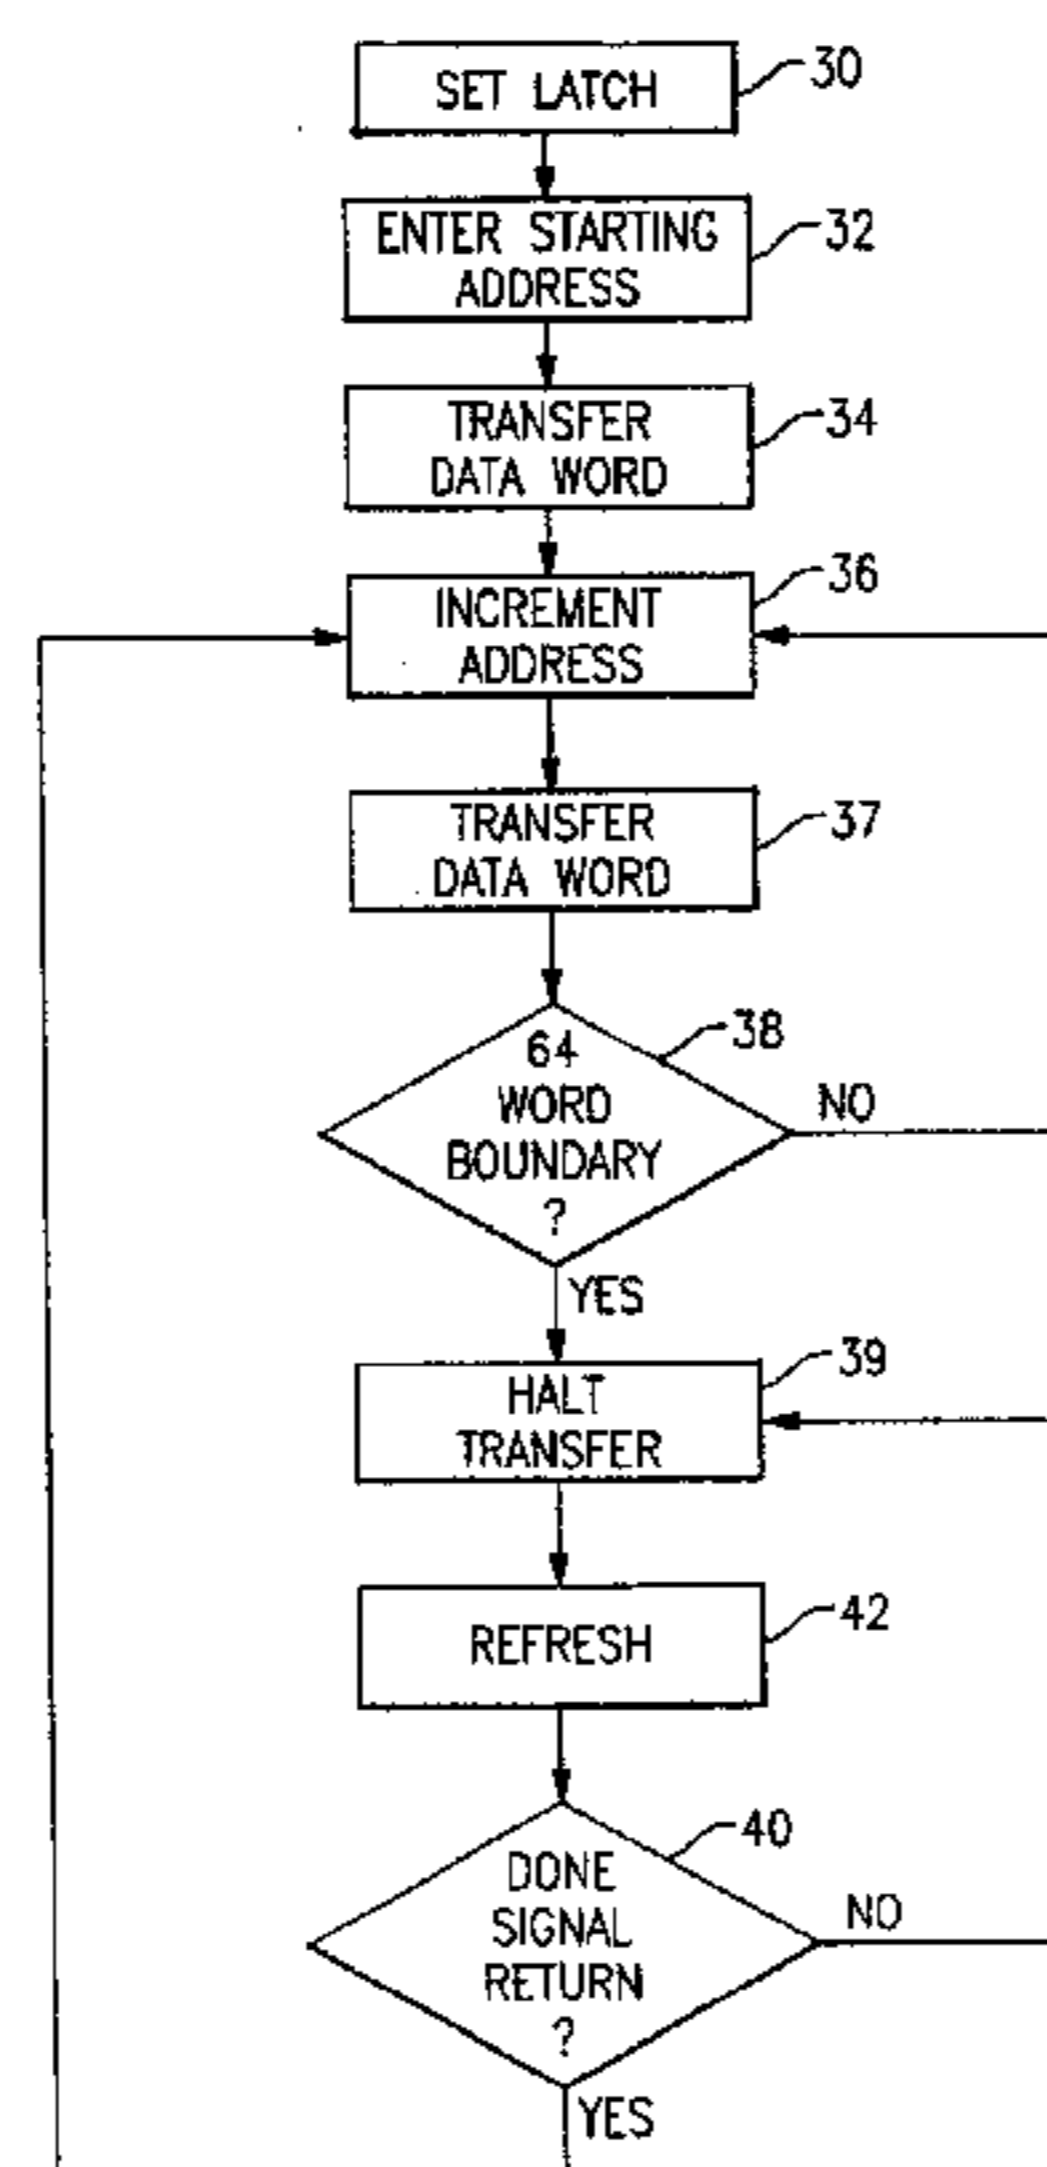 SET LATCH
30
ENTER STARTING
ADDRESS
32
TRANSFER
DATA WORD
34
INCREMENT
ADDRESS
36
TRANSFER
DATA WORD
37
64
WORD
BOUNDARY
?
38
NO
YES
HALT
TRANSFER
39
REFRESH
42
DONE
SIGNAL
RETURN
?
40
NO
YES